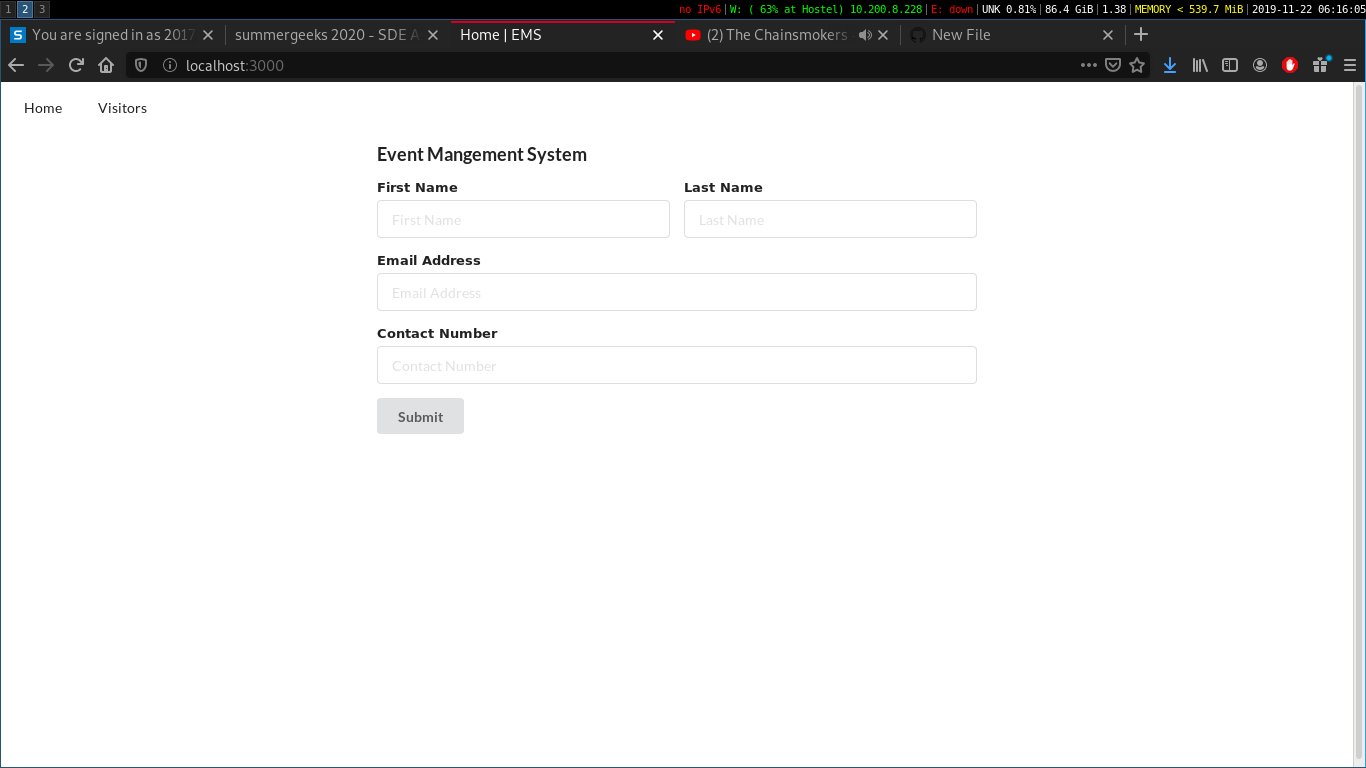 1 2 3 no IPv6 W: ( 63% at Hostel) 10.200.8.228 E: down UNK 0.81% 86.4 GiB 1.38 MEMORY < 539.7 MiB 2019-11-22 06:16:05
You are signed in as 2017 summergeeks 2020 - SDE A Home | EMS (2) The Chainsmokers New File
localhost:3000
Home Visitors
Event Mangement System
First Name Last Name
First Name Last Name
Email Address
Email Address
Contact Number
Contact Number
Submit